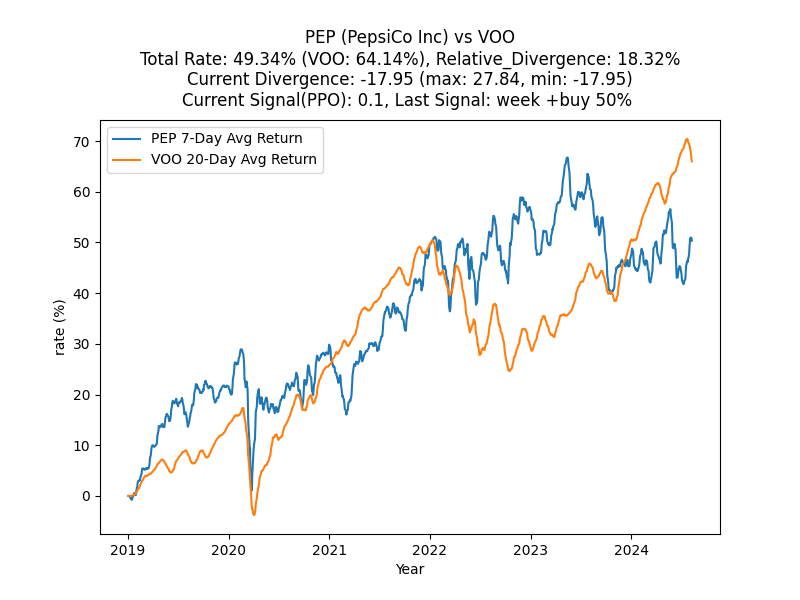 PEP (PepsiCo Inc) vs VOO
Total Rate: 49.34% (VOO: 64.14%), Relative_Divergence: 18.32%
Current Divergence: -17.95 (max: 27.84, min: -17.95)
Current Signal(PPO): 0.1, Last Signal: week +buy 50%
PEP 7-Day Avg Return
VOO 20-Day Avg Return
70
60
50
40
30
20
10
0
rate (%)
2019 2020 2021 2022 2023 2024
Year